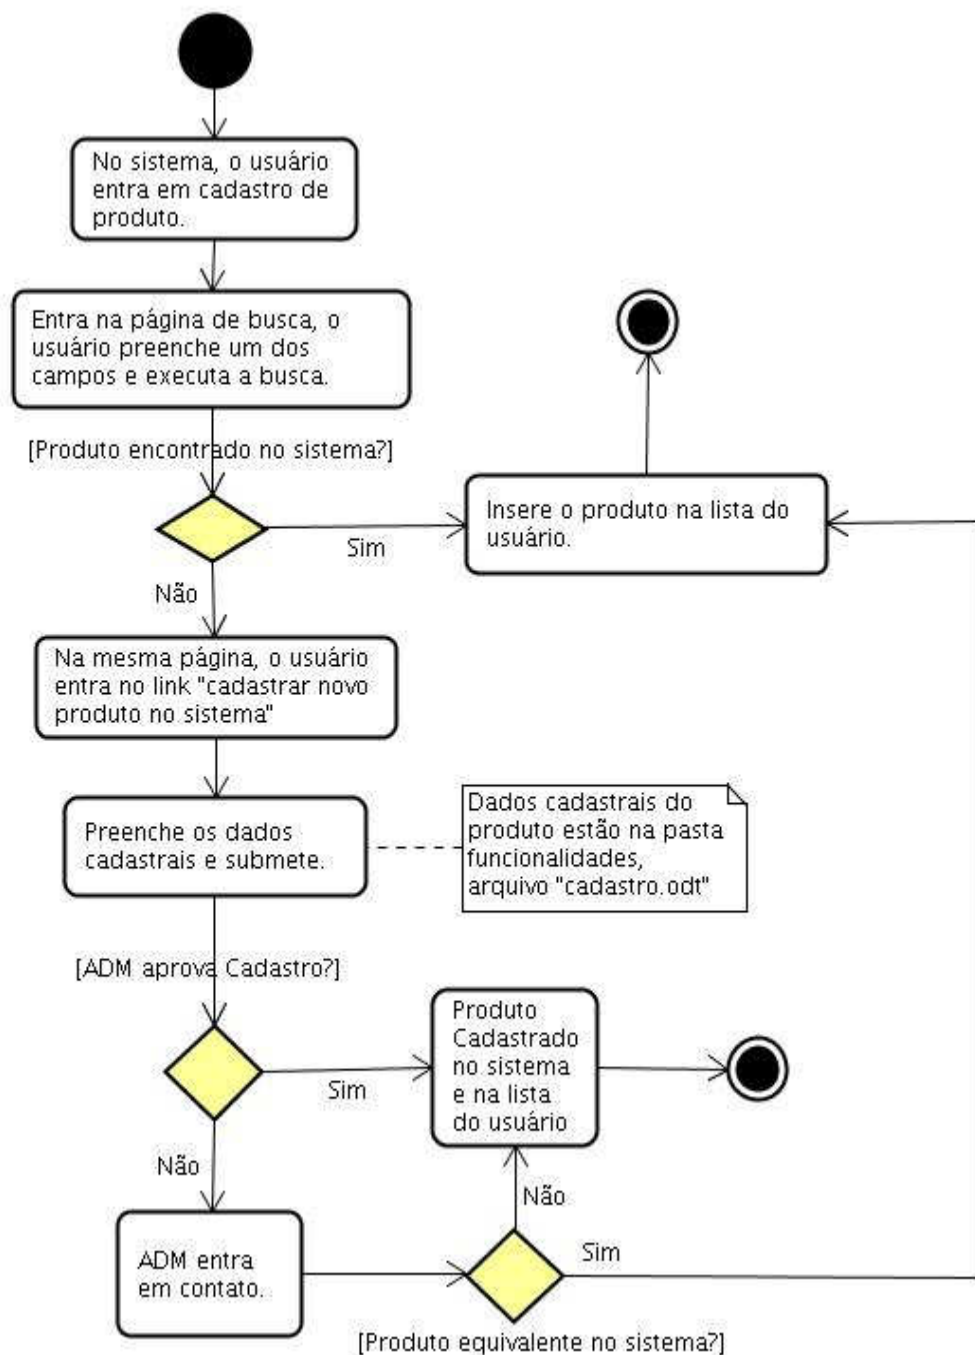 No sistema, o usuário
entra em cadastro de
produto.
Entra na página de busca, o
usuário preenche um dos
campos e executa a busca.
[Produto encontrado no sistema?]
Insere o produto na lista do
usuário.
Sim
Não
Na mesma página, o usuário
entra no link "cadastrar novo
produto no sistema"
Preenche os dados
cadastrais e submete.
Dados cadastrais do
produto estão na pasta
funcionalidades,
arquivo "cadastro.odt"
[ADM aprova Cadastro?]
Produto
Cadastrado
no sistema
e na lista
do usuário
Sim
Não
Não
ADM entra
em contato.
Sim
[Produto equivalente no sistema?]